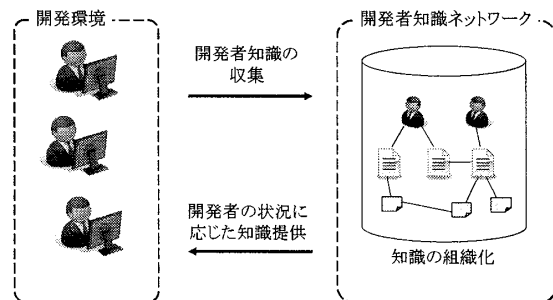 開発環境
開発者知識ネットワーク
開発者知識の
収集
開発者の状況に
応じた知識提供
知識の組織化